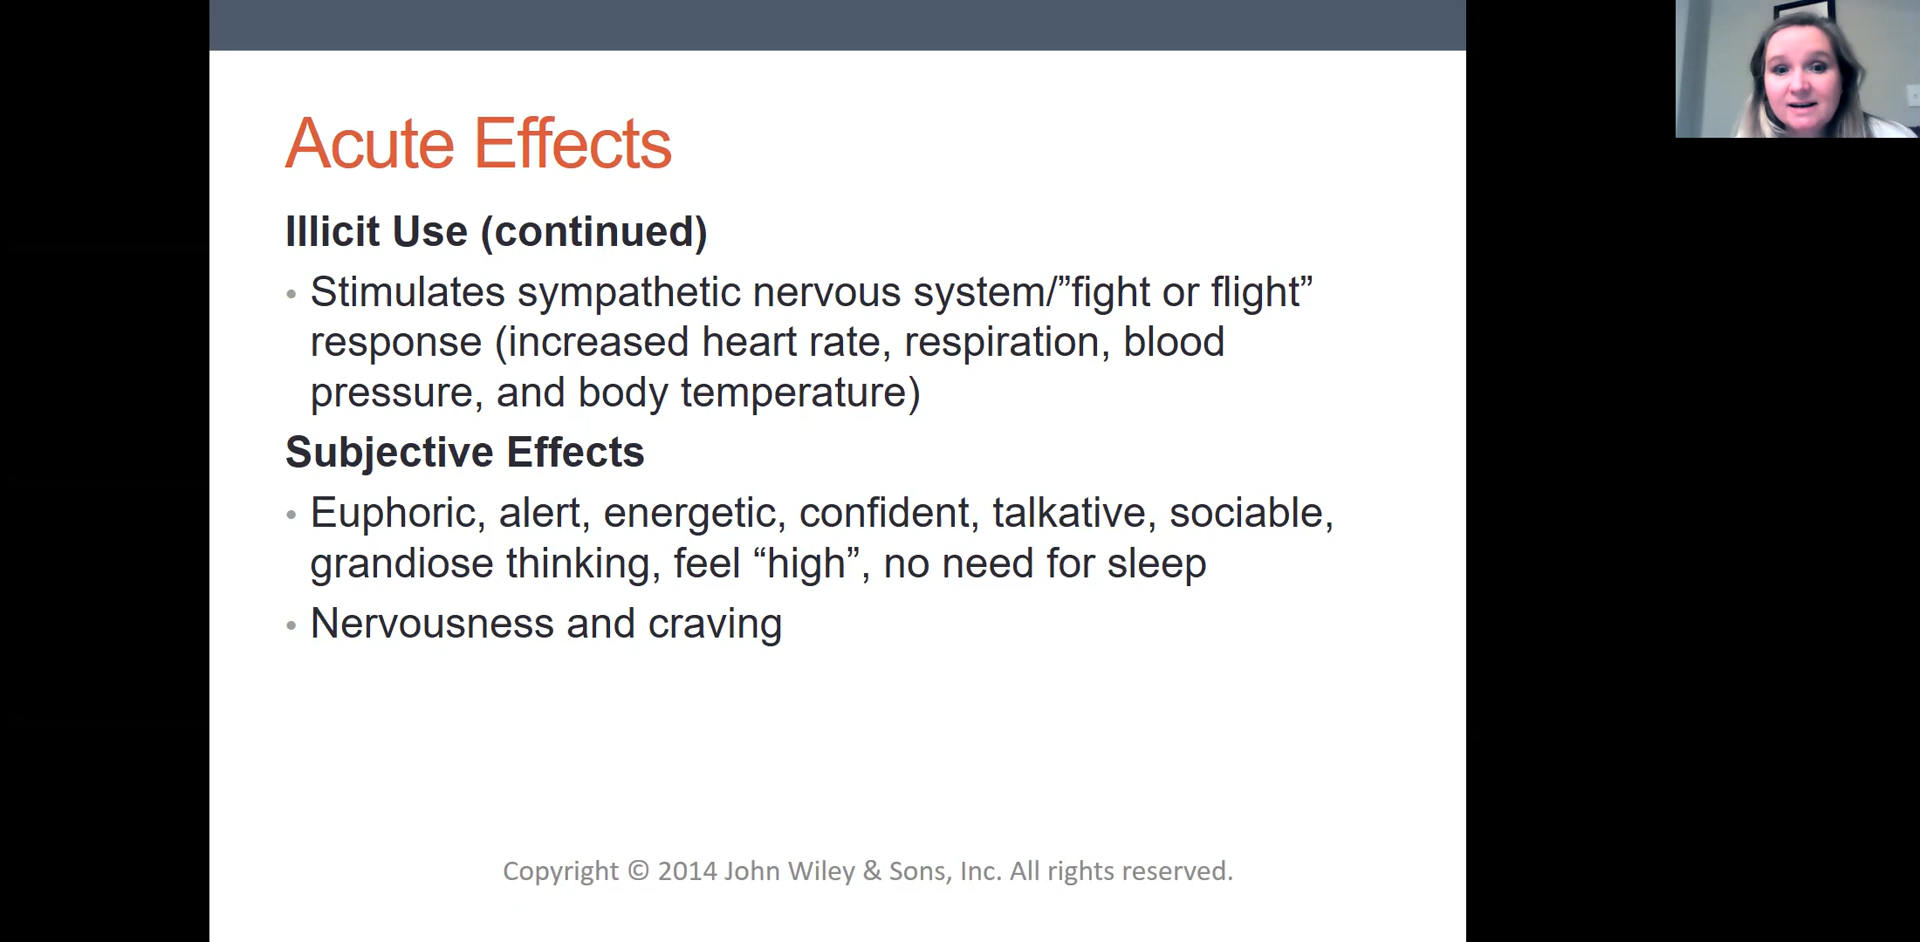 Acute Effects
Illicit Use (continued)
• Stimulates sympathetic nervous system/”fight or flight”
response (increased heart rate, respiration, blood
pressure, and body temperature)
Subjective Effects
• Euphoric, alert, energetic, confident, talkative, sociable,
grandiose thinking, feel “high”, no need for sleep
• Nervousness and craving
Copyright © 2014 John Wiley & Sons, Inc. All rights reserved.